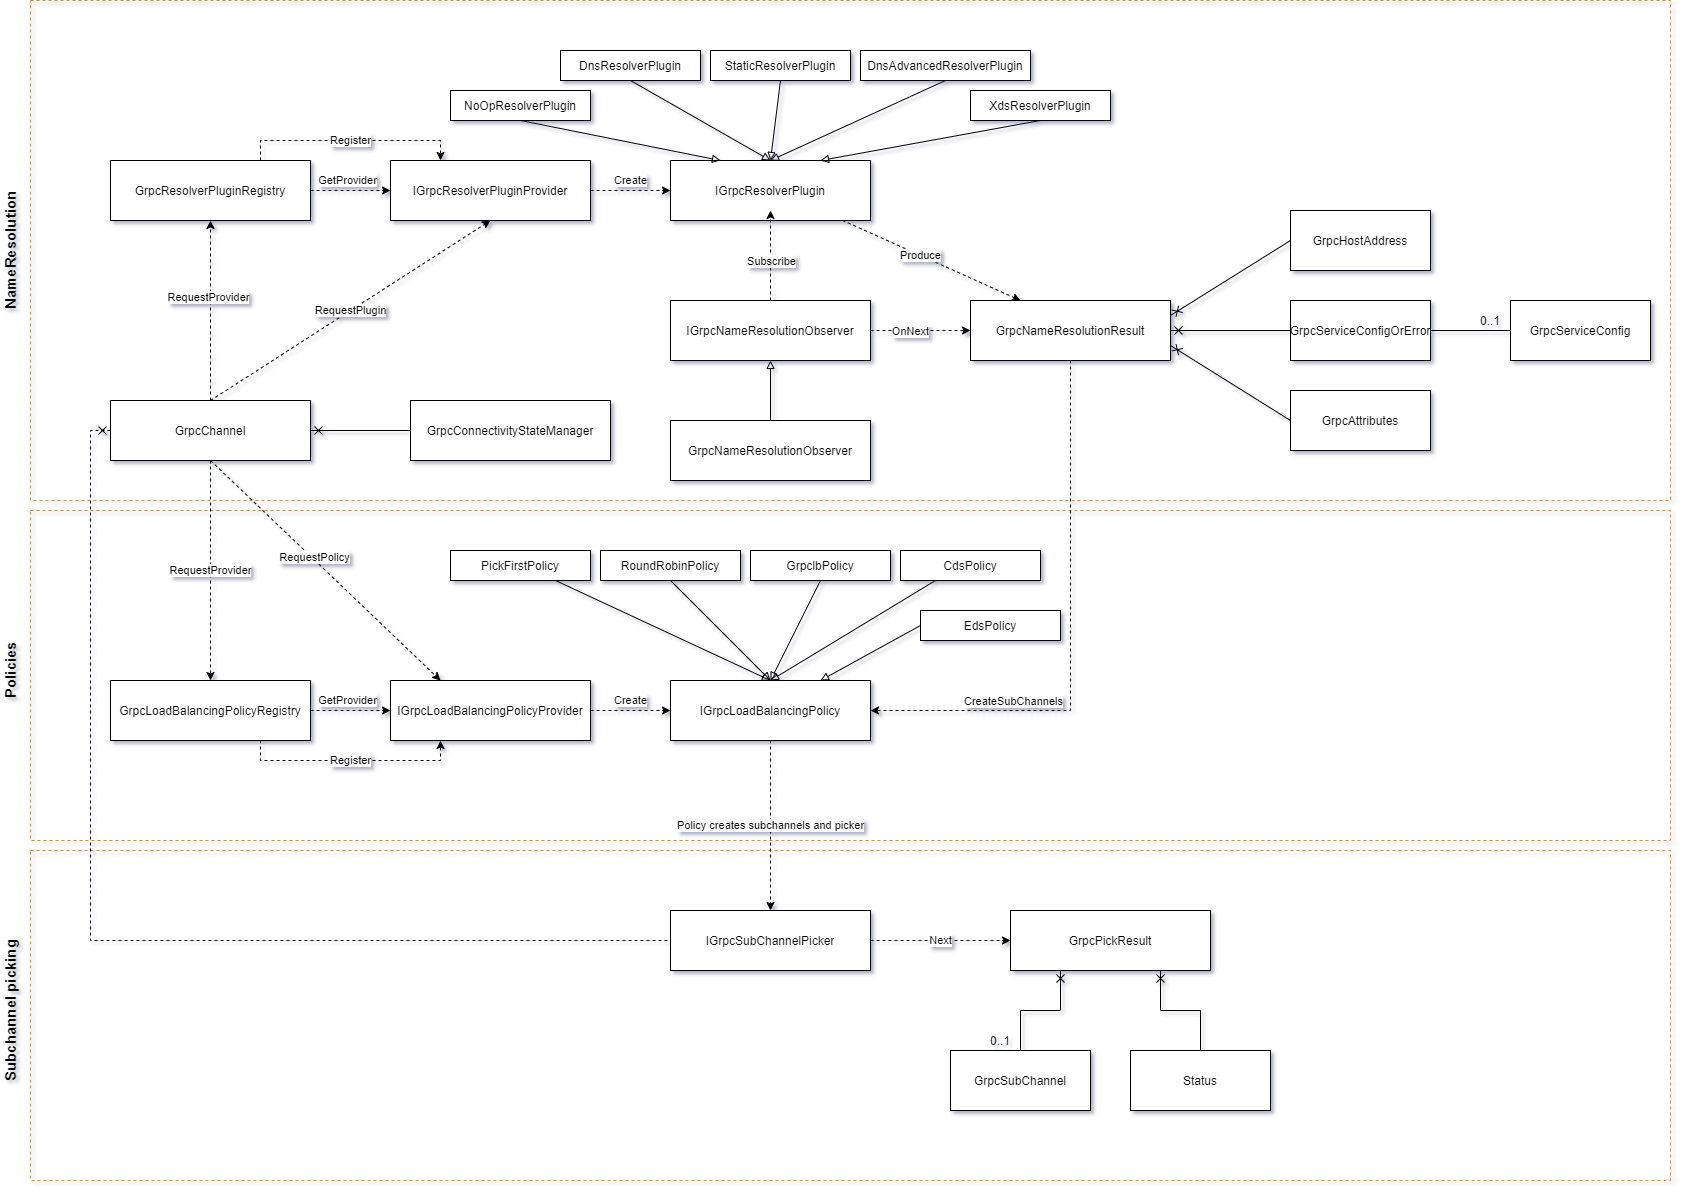 NameResolution
DnsResolverPlugin
StaticResolverPlugin
DnsAdvancedResolverPlugin
NoOpResolverPlugin
XdsResolverPlugin
Register
GrpcResolverPluginRegistry
GetProvider
IGrpcResolverPluginProvider
Create
IGrpcResolverPlugin
Subscribe
Produce
GrpcHostAddress
RequestProvider
RequestPlugin
IGrpcNameResolutionObserver
OnNext
GrpcNameResolutionResult
GrpcServiceConfigOrError
0..1
GrpcServiceConfig
GrpcChannel
GrpcConnectivityStateManager
GrpcNameResolutionObserver
GrpcAttributes
Policies
RequestProvider
RequestPolicy
PickFirstPolicy
RoundRobinPolicy
GrpclbPolicy
CdsPolicy
EdsPolicy
GrpcLoadBalancingPolicyRegistry
GetProvider
IGrpcLoadBalancingPolicyProvider
Create
IGrpcLoadBalancingPolicy
CreateSubChannels
Register
Policy creates subchannels and picker
Subchannel picking
IGrpcSubChannelPicker
Next
GrpcPickResult
0..1
GrpcSubChannel
Status